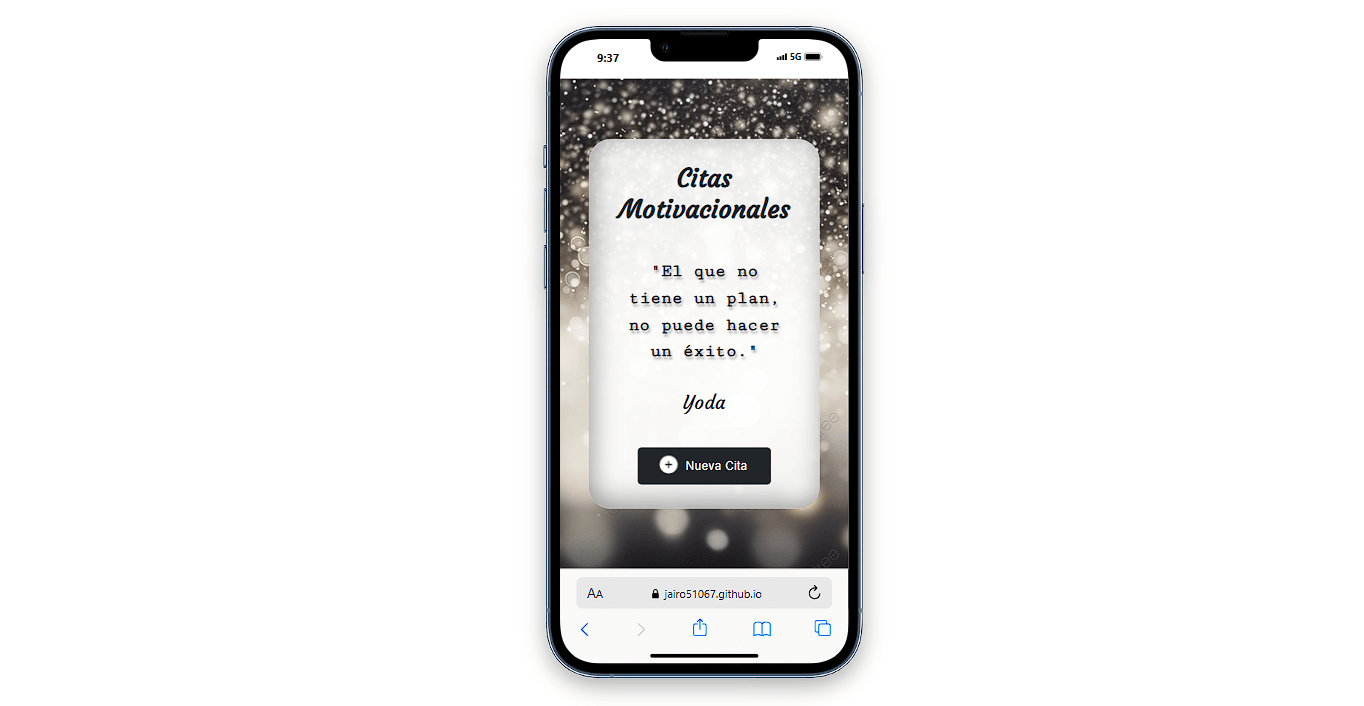 9:37
5G
Citas
Motivacionales
"El que no
tiene un plan,
no puede hacer
un éxito."
Yoda
Nueva Cita
AA
jairo51067.github.io